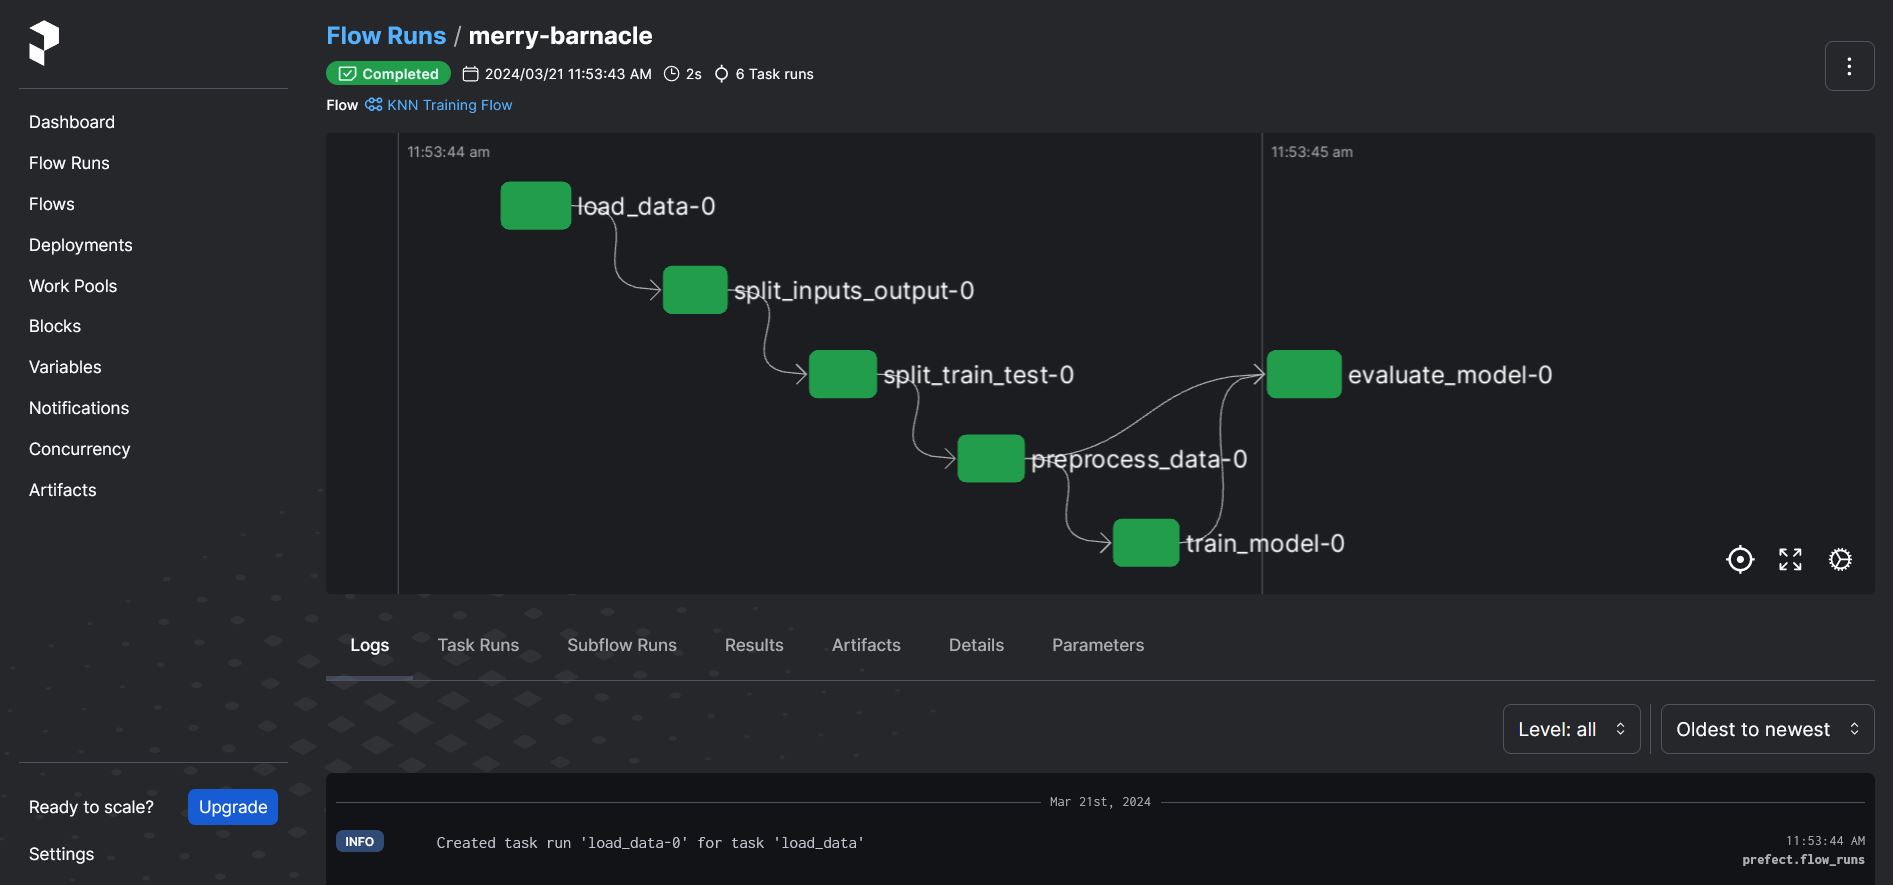 Flow Runs / merry-barnacle
Completed 2024/03/21 11:53:43 AM 2s 6 Task runs
Flow KNN Training Flow
Dashboard
Flow Runs
Flows
Deployments
Work Pools
Blocks
Variables
Notifications
Concurrency
Artifacts
Ready to scale? Upgrade
Settings
11:53:44 am 11:53:45 am
load_data-0
split_inputs_output-0
split_train_test-0 evaluate_model-0
preprocess_data-0
train_model-0
Logs Task Runs Subflow Runs Results Artifacts Details Parameters
Level: all Oldest to newest
Mar 21st, 2024
INFO Created task run 'load_data-0' for task 'load_data' 11:53:44 AM
prefect.flow_runs